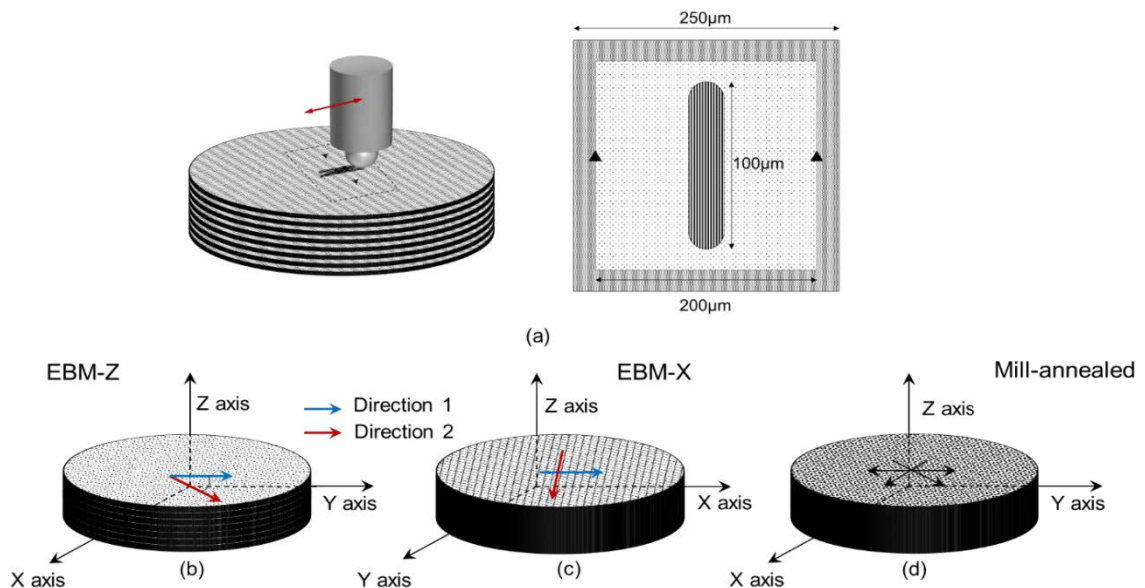 250µm
100µm
200µm
(a)
EBM-Z
EBM-X
Mill-annealed
Z axis
Direction 1
Direction 2
Z axis
Z axis
Y axis
X axis
Y axis
X axis
Y axis
X axis
(b)
(c)
(d)